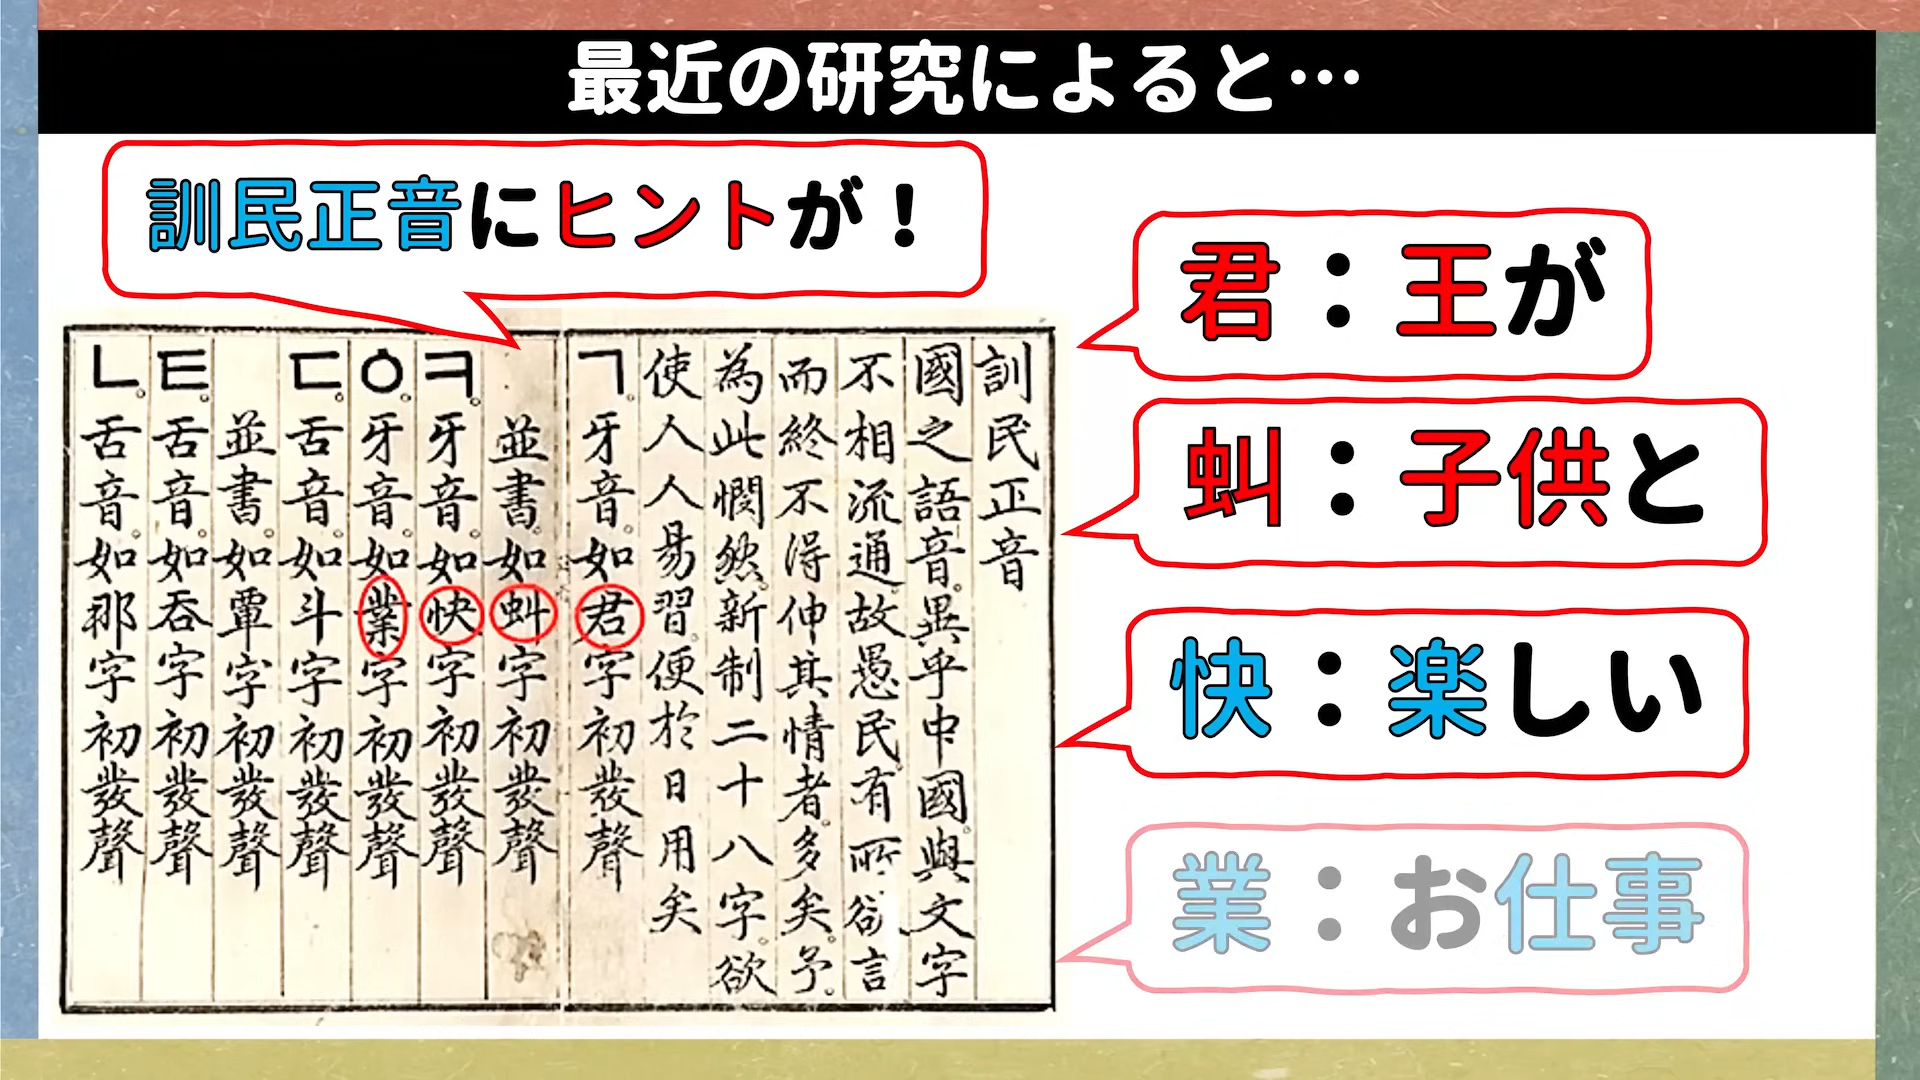 最近の研究によると…
訓民正音にヒントが！
君：王が
虯：子供と
快：楽しい
業：お仕事
訓民正音
國之語音。異乎中國。與文字
不相流通。故愚民。有所欲言
而終不得伸其情者。多矣。予。
為此憫然。新制二十八字。欲
使人人易習。便於日用矣
ㄱ。牙音。如君字初發聲
並書。如虯字初發聲
ㅋ。牙音。如快字初發聲
ㆁ。牙音。如業字初發聲
ㄷ。舌音。如斗字初發聲
並書。如覃字初發聲
ㅌ。舌音。如呑字初發聲
ㄴ。舌音。如那字初發聲